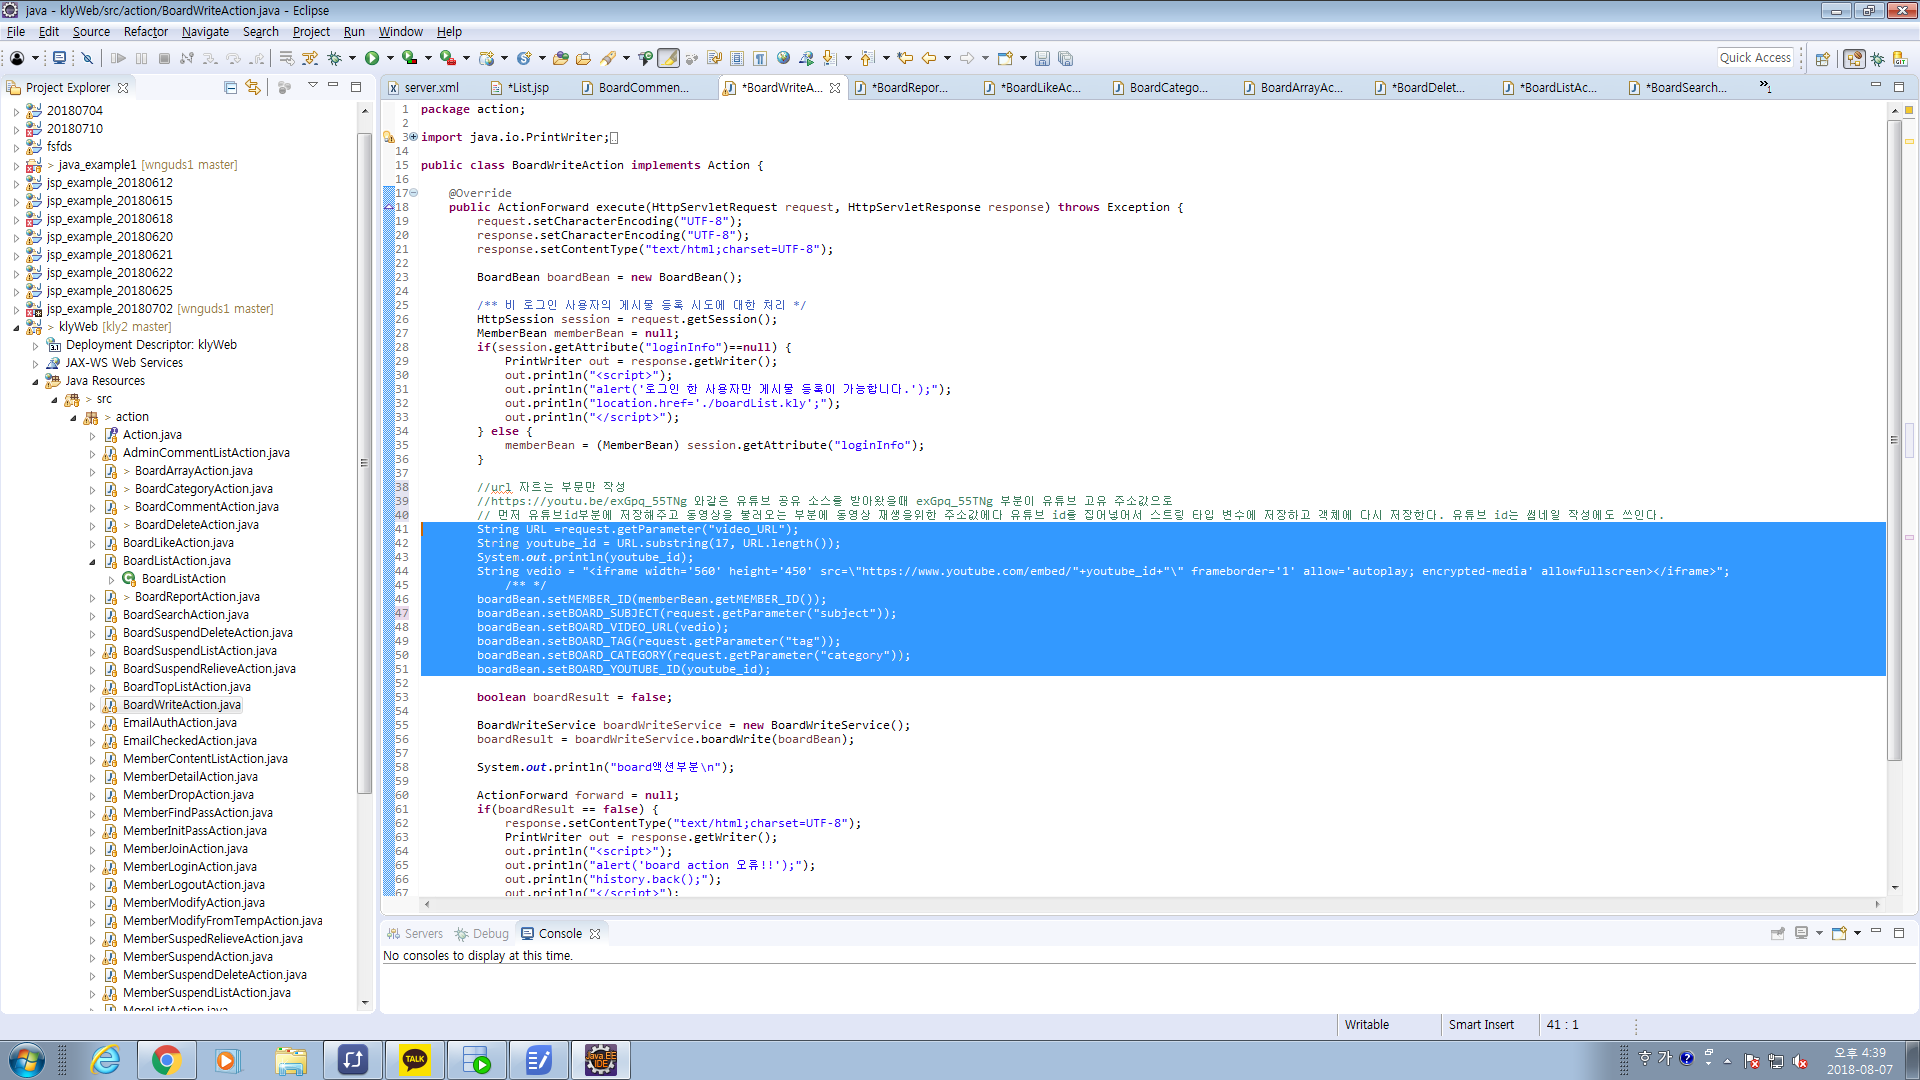 java - klyWeb/src/action/BoardWriteAction.java - Eclipse
File Edit Source Refactor Navigate Search Project Run Window Help
Quick Access
Project Explorer
server.xml *List.jsp BoardCommen... *BoardWriteA... *BoardRepor... *BoardLikeAc... BoardCatego... BoardArrayAc... *BoardDelet... *BoardListAc... *BoardSearch... »1
20180704
20180710
fsfds
> java_example1 [wnguds1 master]
jsp_example_20180612
jsp_example_20180615
jsp_example_20180618
jsp_example_20180620
jsp_example_20180621
jsp_example_20180622
jsp_example_20180625
jsp_example_20180702 [wnguds1 master]
> klyWeb [kly2 master]
Deployment Descriptor: klyWeb
JAX-WS Web Services
Java Resources
> src
> action
Action.java
AdminCommentListAction.java
> BoardArrayAction.java
> BoardCategoryAction.java
> BoardCommentAction.java
> BoardDeleteAction.java
BoardLikeAction.java
BoardListAction.java
BoardListAction
> BoardReportAction.java
BoardSearchAction.java
BoardSuspendDeleteAction.java
BoardSuspendListAction.java
BoardSuspendRelieveAction.java
BoardTopListAction.java
BoardWriteAction.java
EmailAuthAction.java
EmailCheckedAction.java
MemberContentListAction.java
MemberDetailAction.java
MemberDropAction.java
MemberFindPassAction.java
MemberInitPassAction.java
MemberJoinAction.java
MemberLoginAction.java
MemberLogoutAction.java
MemberModifyAction.java
MemberModifyFromTempAction.java
MemberSuspedRelieveAction.java
MemberSuspendAction.java
MemberSuspendDeleteAction.java
MemberSuspendListAction.java
MoreListAction.java
1 package action;
2
3 import java.io.PrintWriter;
14
15 public class BoardWriteAction implements Action {
16
17 @Override
18 public ActionForward execute(HttpServletRequest request, HttpServletResponse response) throws Exception {
19 request.setCharacterEncoding("UTF-8");
20 response.setCharacterEncoding("UTF-8");
21 response.setContentType("text/html;charset=UTF-8");
22
23 BoardBean boardBean = new BoardBean();
24
25 /** 비 로그인 사용자의 게시물 등록 시도에 대한 처리 */
26 HttpSession session = request.getSession();
27 MemberBean memberBean = null;
28 if(session.getAttribute("loginInfo")==null) {
29 PrintWriter out = response.getWriter();
30 out.println("<script>");
31 out.println("alert('로그인 한 사용자만 게시물 등록이 가능합니다.');");
32 out.println("location.href='./boardList.kly';");
33 out.println("</script>");
34 } else {
35 memberBean = (MemberBean) session.getAttribute("loginInfo");
36 }
37
38 //url 자르는 부문만 작성
39 //https://youtu.be/exGpq_55TNg 와같은 유튜브 공유 소스를 받아왔을때 exGpq_55TNg 부분이 유튜브 고유 주소값으로
40 // 먼저 유튜브id부분에 저장해주고 동영상을 불러오는 부분에 동영상 재생을위한 주소값에다 유튜브 id를 집어넣어서 스트링 타입 변수에 저장하고 객체에 다시 저장한다. 유튜브 id는 썸네일 작성에도 쓰인다.
41 String URL =request.getParameter("video_URL");
42 String youtube_id = URL.substring(17, URL.length());
43 System.out.println(youtube_id);
44 String vedio = "<iframe width='560' height='450' src=\"https://www.youtube.com/embed/"+youtube_id+"\" frameborder='1' allow='autoplay; encrypted-media' allowfullscreen></iframe>";
45 /** */
46 boardBean.setMEMBER_ID(memberBean.getMEMBER_ID());
47 boardBean.setBOARD_SUBJECT(request.getParameter("subject"));
48 boardBean.setBOARD_VIDEO_URL(vedio);
49 boardBean.setBOARD_TAG(request.getParameter("tag"));
50 boardBean.setBOARD_CATEGORY(request.getParameter("category"));
51 boardBean.setBOARD_YOUTUBE_ID(youtube_id);
52
53 boolean boardResult = false;
54
55 BoardWriteService boardWriteService = new BoardWriteService();
56 boardResult = boardWriteService.boardWrite(boardBean);
57
58 System.out.println("board액션부분\n");
59
60 ActionForward forward = null;
61 if(boardResult == false) {
62 response.setContentType("text/html;charset=UTF-8");
63 PrintWriter out = response.getWriter();
64 out.println("<script>");
65 out.println("alert('board action 오류!!');");
66 out.println("history.back();");
67 out.println("</script>");
Servers Debug Console
No consoles to display at this time.
Writable Smart Insert 41 : 1
TALK
Java EE IDE
가
오후 4:39
2018-08-07